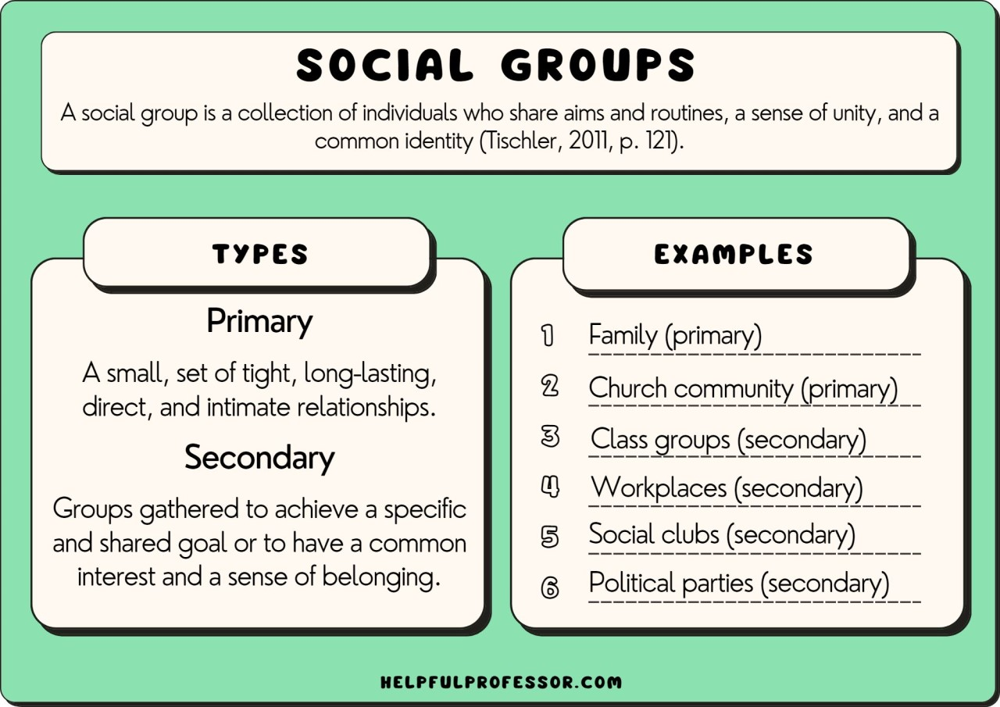 SOCIAL GROUPS
A social group is a collection of individuals who share aims and routines, a sense of unity, and a
common identity (Tischler, 2011, p. 121).
TYPES
Primary
A small, set of tight, long-lasting,
direct, and intimate relationships.
Secondary
Groups gathered to achieve a specific
and shared goal or to have a common
interest and a sense of belonging.
EXAMPLES
1 Family (primary)
2 Church community (primary)
3 Class groups (secondary)
4 Workplaces (secondary)
5 Social clubs (secondary)
6 Political parties (secondary)
HELPFULPROFESSOR.COM